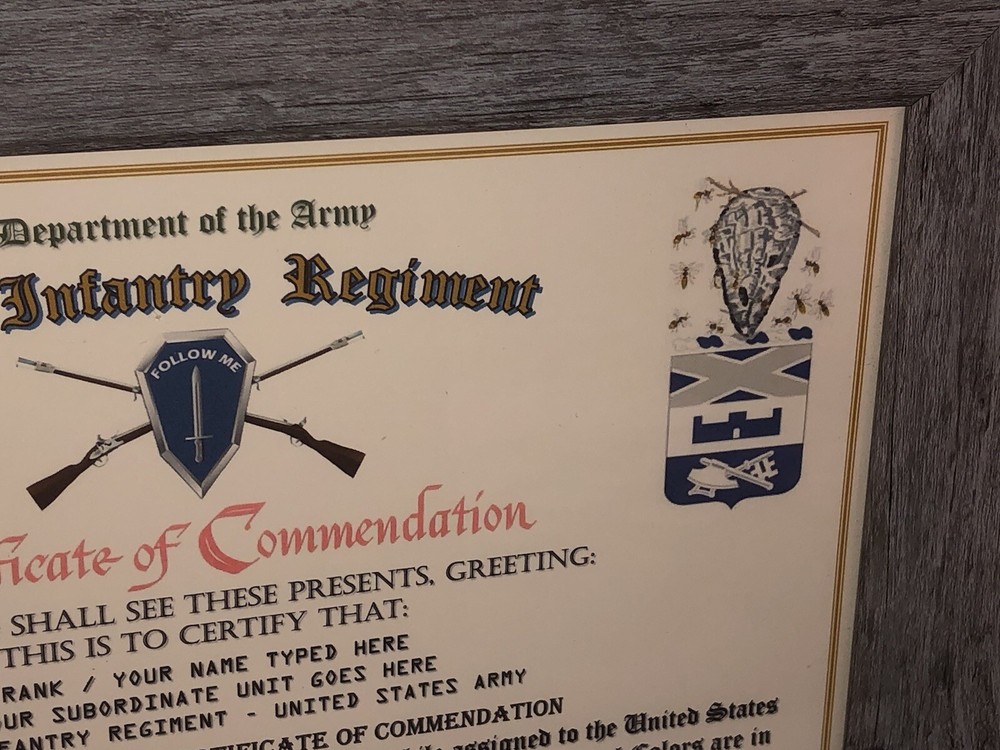 Department of the Army
Infantry Regiment
FOLLOW ME
ficate of Commendation
SHALL SEE THESE PRESENTS, GREETING:
THIS IS TO CERTIFY THAT:
RANK / YOUR NAME TYPED HERE
OUR SUBORDINATE UNIT GOES HERE
FANTRY REGIMENT - UNITED STATES ARMY
TIFICATE OF COMMENDATION
assigned to the United States
Colors are in